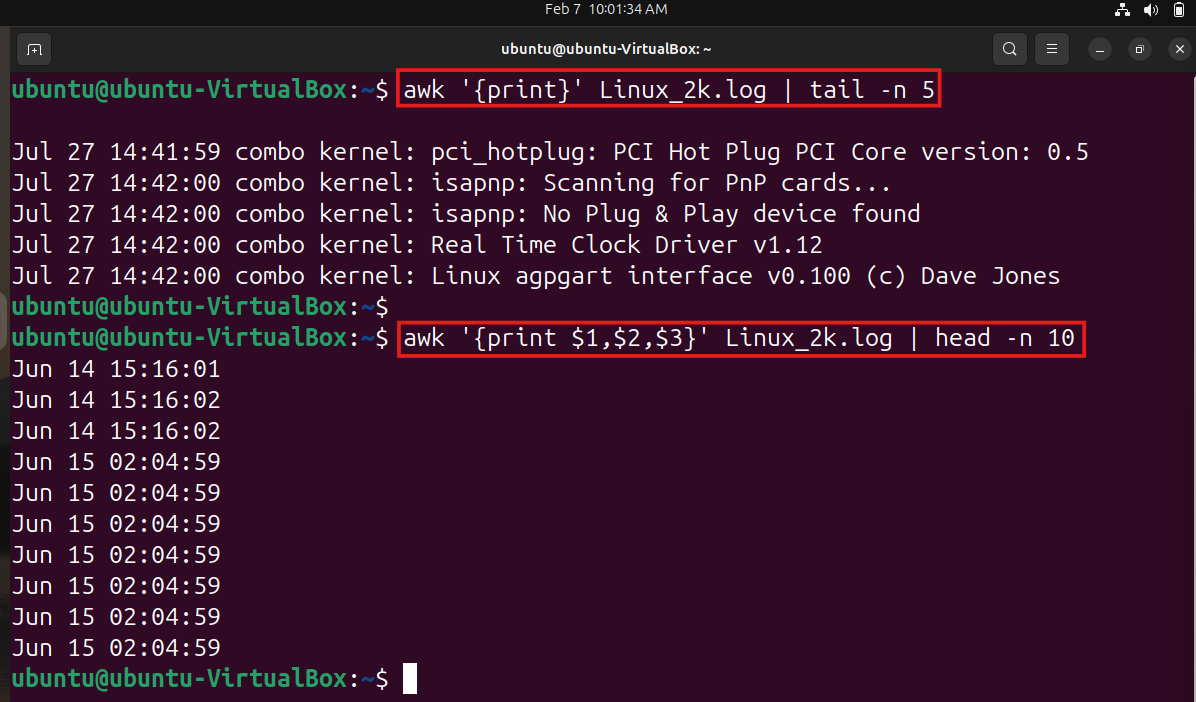 Feb 7 10:01:34 AM
ubuntu@ubuntu-VirtualBox: ~
ubuntu@ubuntu-VirtualBox:~$ awk '{print}' Linux_2k.log | tail -n 5
Jul 27 14:41:59 combo kernel: pci_hotplug: PCI Hot Plug PCI Core version: 0.5
Jul 27 14:42:00 combo kernel: isapnp: Scanning for PnP cards...
Jul 27 14:42:00 combo kernel: isapnp: No Plug & Play device found
Jul 27 14:42:00 combo kernel: Real Time Clock Driver v1.12
Jul 27 14:42:00 combo kernel: Linux agpgart interface v0.100 (c) Dave Jones
ubuntu@ubuntu-VirtualBox:~$
ubuntu@ubuntu-VirtualBox:~$ awk '{print $1,$2,$3}' Linux_2k.log | head -n 10
Jun 14 15:16:01
Jun 14 15:16:02
Jun 14 15:16:02
Jun 15 02:04:59
Jun 15 02:04:59
Jun 15 02:04:59
Jun 15 02:04:59
Jun 15 02:04:59
Jun 15 02:04:59
Jun 15 02:04:59
ubuntu@ubuntu-VirtualBox:~$